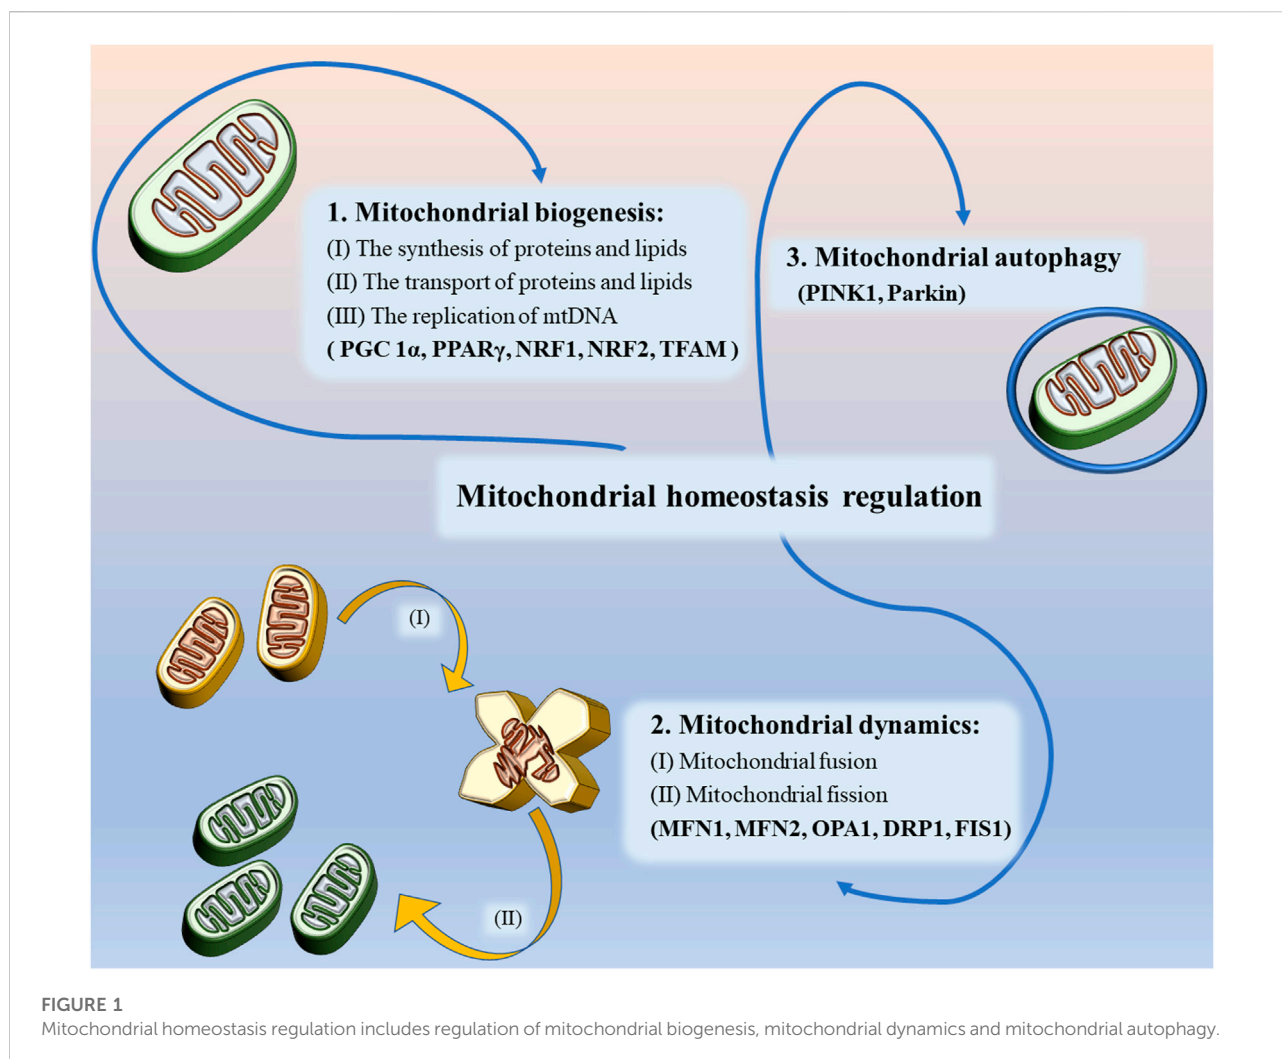 1. Mitochondrial biogenesis:
(I) The synthesis of proteins and lipids
(II) The transport of proteins and lipids
(III) The replication of mtDNA
( PGC 1α, PPARγ, NRF1, NRF2, TFAM )
3. Mitochondrial autophagy
(PINK1, Parkin)
Mitochondrial homeostasis regulation
(I)
2. Mitochondrial dynamics:
(I) Mitochondrial fusion
(II) Mitochondrial fission
(MFN1, MFN2, OPA1, DRP1, FIS1)
(II)
FIGURE 1
Mitochondrial homeostasis regulation includes regulation of mitochondrial biogenesis, mitochondrial dynamics and mitochondrial autophagy.